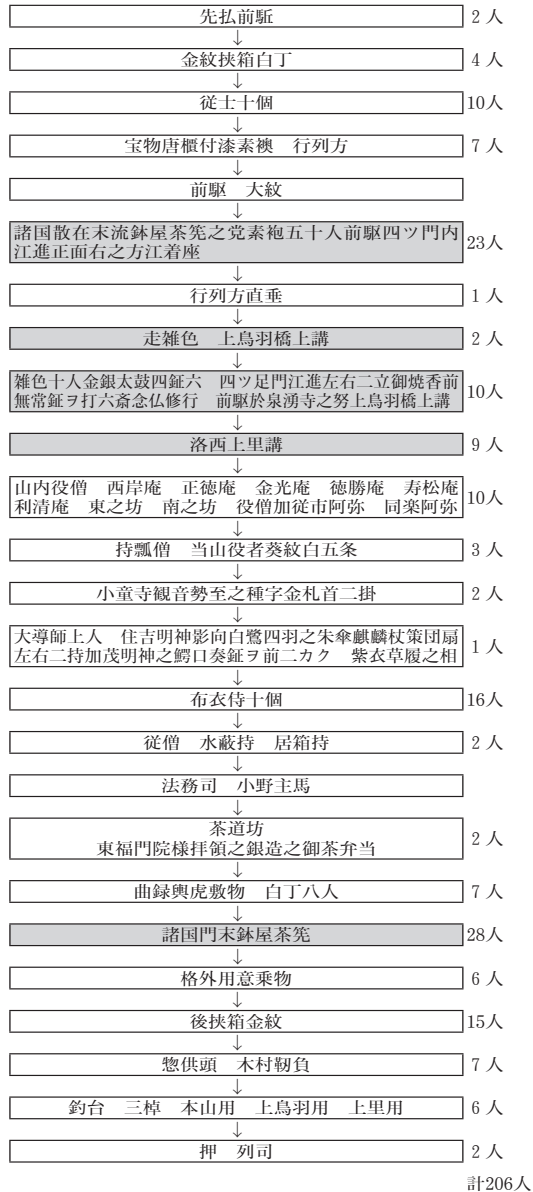 先払前駈 2人
↓
金紋挟箱白丁 4人
↓
従士十個 10人
↓
宝物唐櫃付漆素襖 行列方 7人
↓
前駆 大紋
↓
諸国散在末流鉢屋茶筅之党素袍五十人前駆四ツ門内
江進正面右之方江着座 23人
↓
行列方直垂 1人
↓
走雑色 上鳥羽橋上講 2人
↓
雑色十人金銀太鼓四鉦六 四ツ足門江進左右二立御焼香前
無常鉦ヲ打六斎念仏修行 前駆於泉湧寺之努上鳥羽橋上講 10人
↓
洛西上里講 9人
↓
山内役僧 西岸庵 正徳庵 金光庵 徳勝庵 寿松庵
利清庵 東之坊 南之坊 役僧加従市阿弥 同楽阿弥 10人
↓
持瓢僧 当山役者葵紋白五条 3人
↓
小童寺観音勢至之種字金札首二掛 2人
↓
大導師上人 住吉明神影向白鷺四羽之朱傘麒麟杖策団扇
左右二持加茂明神之鰐口奏鉦ヲ前二カク 紫衣草履之相 1人
↓
布衣侍十個 16人
↓
従僧 水蔽持 居箱持 2人
↓
法務司 小野主馬
↓
茶道坊
東福門院様拝領之銀造之御茶弁当 2人
↓
曲録輿虎敷物 白丁八人 7人
↓
諸国門末鉢屋茶筅 28人
↓
格外用意乗物 6人
↓
後挟箱金紋 15人
↓
惣供頭 木村靭負 7人
↓
釣台 三棹 本山用 上鳥羽用 上里用 6人
↓
押 列司 2人
計206人